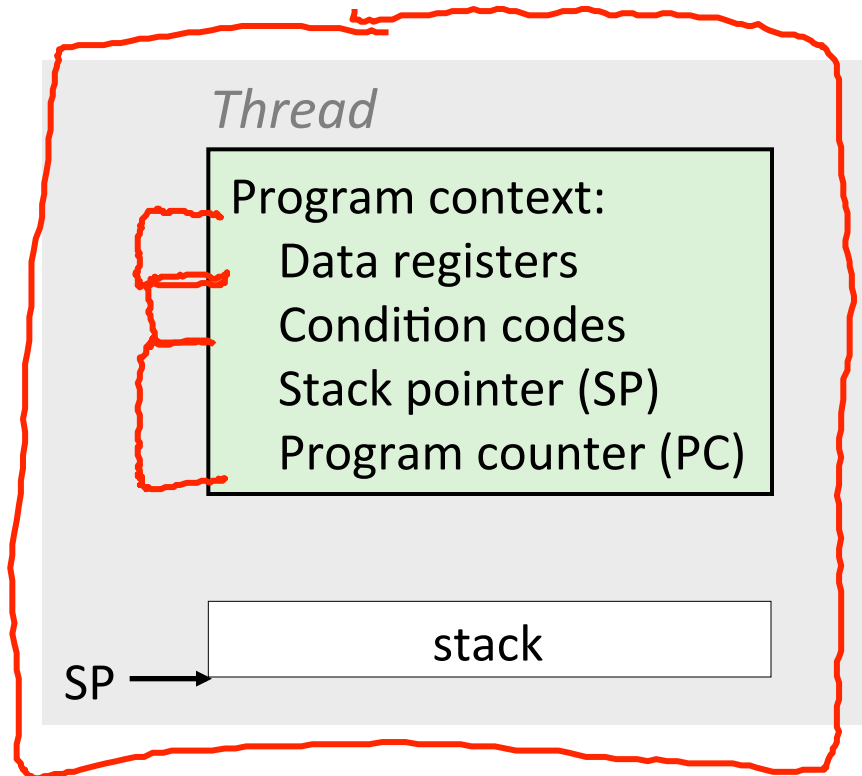 Thread
Program context:
Data registers
Condition codes
Stack pointer (SP)
Program counter (PC)
stack
SP